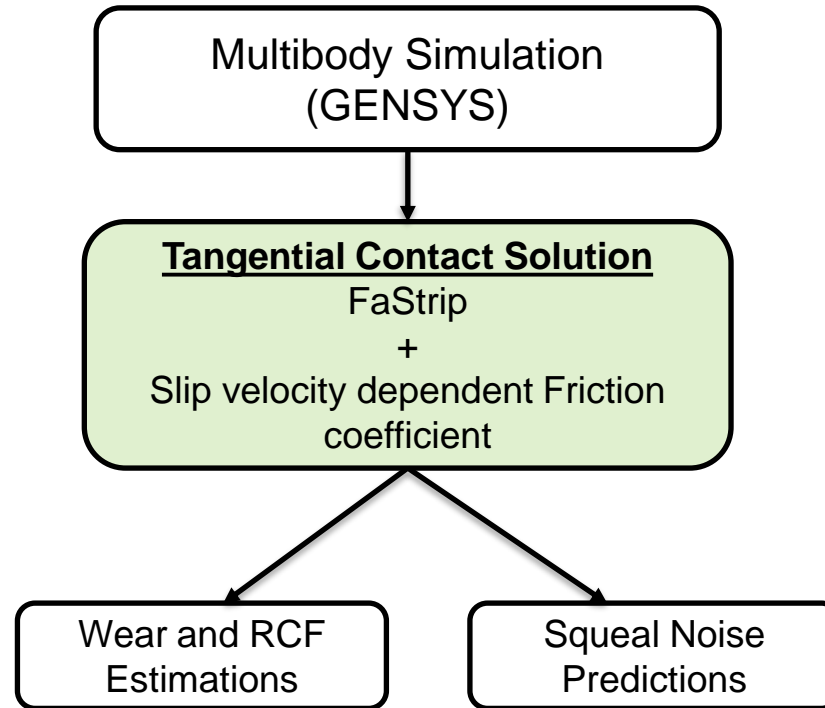 Multibody Simulation
(GENSYS)
Tangential Contact Solution
FaStrip
+
Slip velocity dependent Friction
coefficient
Wear and RCF
Estimations
Squeal Noise
Predictions